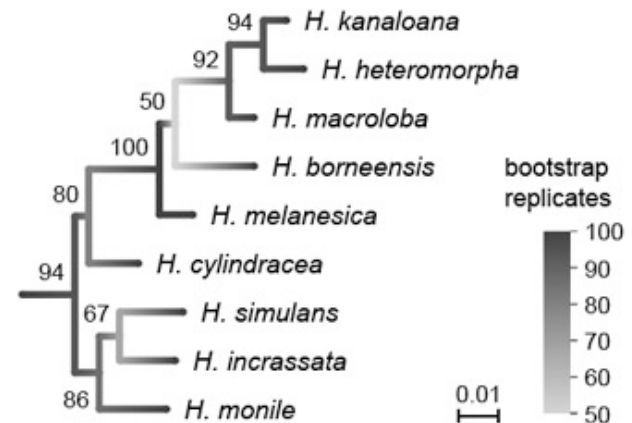 94
H. kanaloana
92
H. heteromorpha
50
H. macroloba
100
H. borneensis
80
H. melanesica
94
H. cylindracea
67
H. simulans
H. incrassata
86
H. monile
0.01
bootstrap
replicates
100
90
80
70
60
50